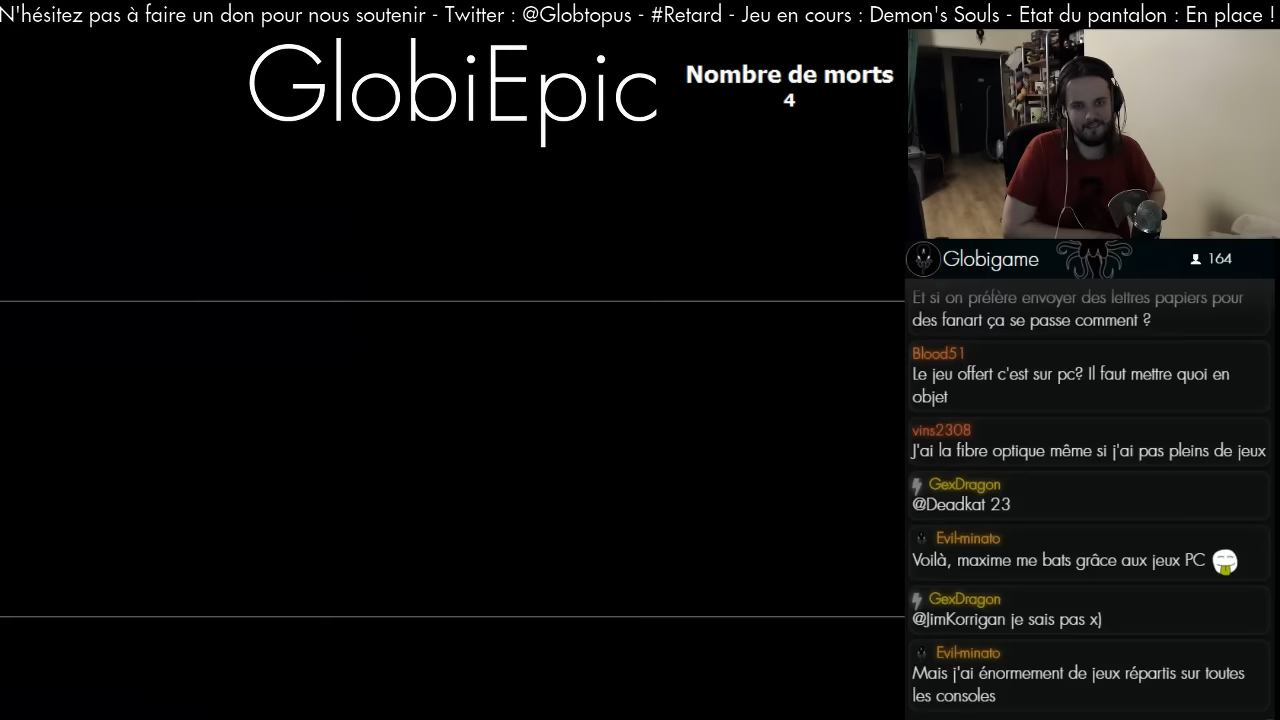 N'hésitez pas à faire un don pour nous soutenir - Twitter : @Globtopus - #Retard - Jeu en cours : Demon's Souls - Etat du pantalon : En place !
GlobiEpic
Nombre de morts
4
Globigame
164
Et si on préfère envoyer des lettres papiers pour
des fanart ça se passe comment ?
Blood51
Le jeu offert c'est sur pc? Il faut mettre quoi en
objet
vins2308
J'ai la fibre optique même si j'ai pas pleins de jeux
GexDragon
@Deadkat 23
Evil-minato
Voilà, maxime me bats grâce aux jeux PC
GexDragon
@JimKorrigan je sais pas x)
Evil-minato
Mais j'ai énormement de jeux répartis sur toutes
les consoles